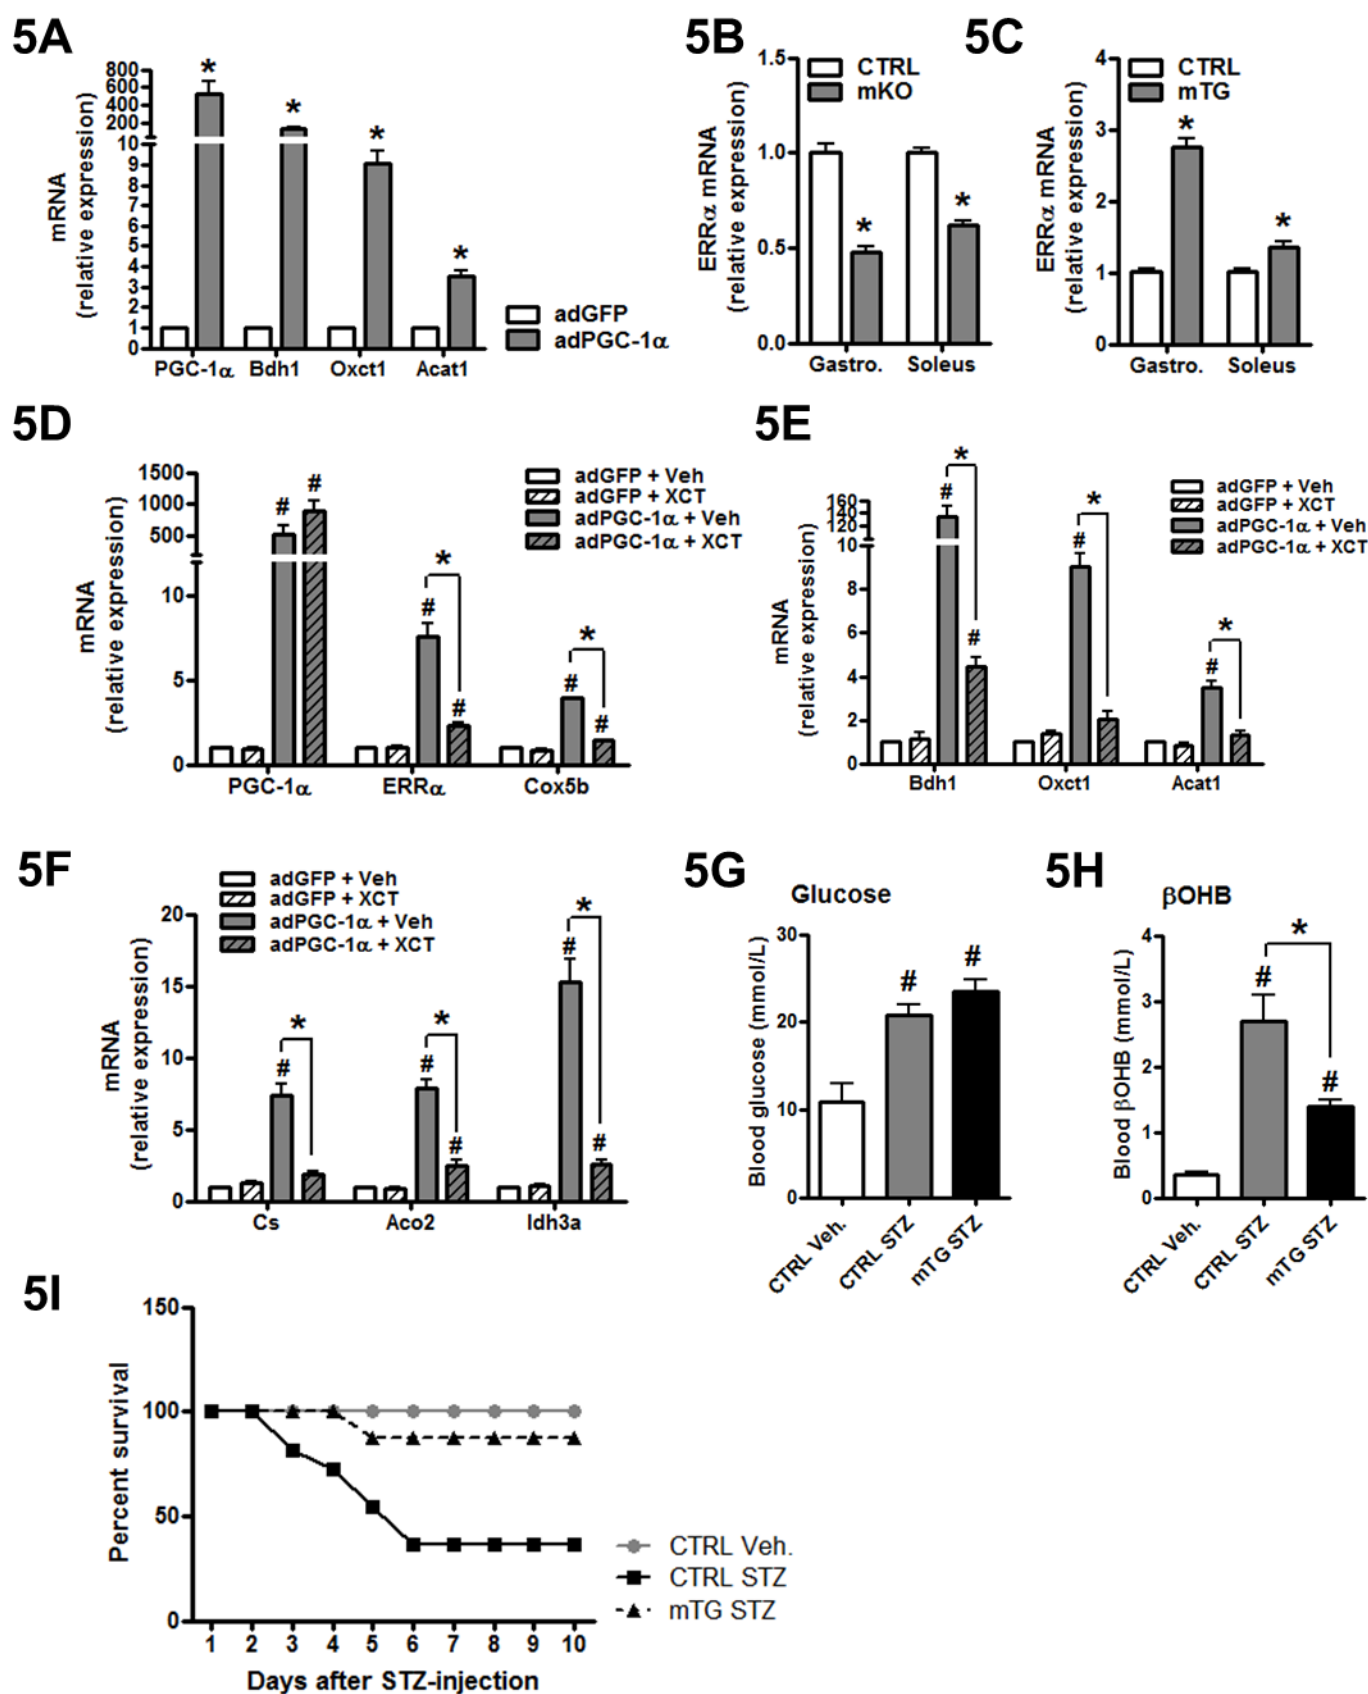 5A
mRNA
(relative expression)
800
600
400
200
10
9
8
7
6
5
4
3
2
1
0
*
*
*
*
PGC-1α Bdh1 Oxct1 Acat1
adGFP
adPGC-1α
5B
ERRα mRNA
(relative expression)
1.5
1.0
0.5
0.0
CTRL
mKO
*
*
Gastro. Soleus
5C
ERRα mRNA
(relative expression)
4
3
2
1
0
CTRL
mTG
*
*
Gastro. Soleus
5D
mRNA
(relative expression)
1500
1000
500
10
5
0
adGFP + Veh
adGFP + XCT
adPGC-1α + Veh
adPGC-1α + XCT
# #
*
# #
*
# #
PGC-1α ERRα Cox5b
5E
mRNA
(relative expression)
160
140
120
10
8
6
4
2
0
adGFP + Veh
adGFP + XCT
adPGC-1α + Veh
adPGC-1α + XCT
*
# #
*
#
*
#
Bdh1 Oxct1 Acat1
5F
mRNA
(relative expression)
20
15
10
5
0
adGFP + Veh
adGFP + XCT
adPGC-1α + Veh
adPGC-1α + XCT
*
#
*
# #
*
# #
Cs Aco2 Idh3a
5G
Glucose
Blood glucose (mmol/L)
30
20
10
0
# #
CTRL Veh.
CTRL STZ
mTG STZ
5H
βOHB
Blood βOHB (mmol/L)
4
3
2
1
0
*
# #
CTRL Veh.
CTRL STZ
mTG STZ
5I
Percent survival
150
100
50
0
1 2 3 4 5 6 7 8 9 10
Days after STZ-injection
CTRL Veh.
CTRL STZ
mTG STZ